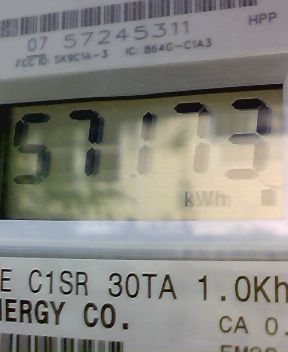 HPP
07 57245311
FCC ID: SK9C1A-3 IC: 864G-C1A3
57173
kWh
E C1SR 30TA 1.0Kh
NERGY CO.
CA 0.